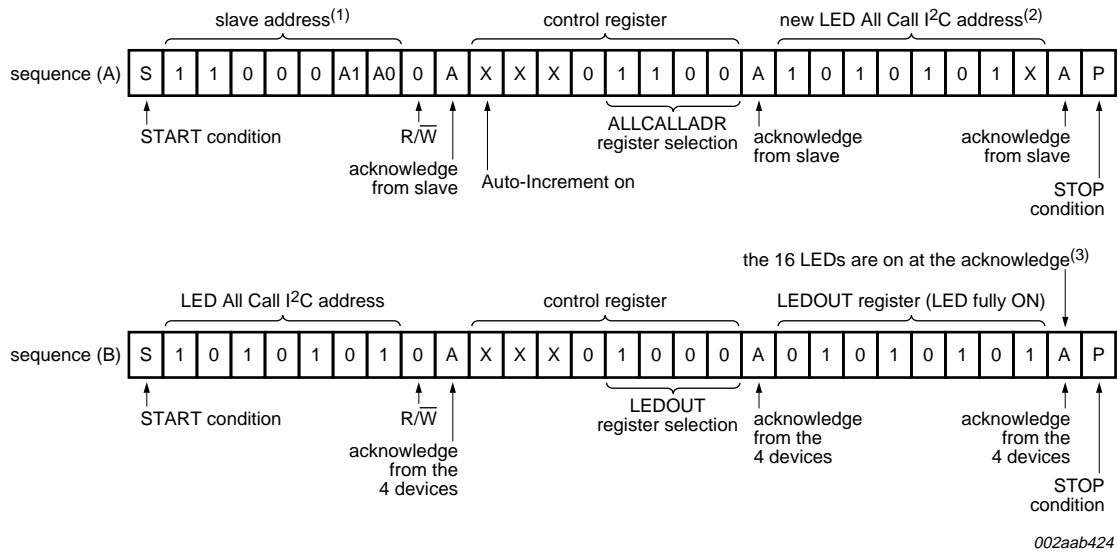 slave address(1) control register new LED All Call I2C address(2)
sequence (A) S 1 1 0 0 0 A1 A0 0 A X X X 0 1 1 0 0 A 1 0 1 0 1 0 1 X A P
START condition R/W ALLCALLADR register selection acknowledge from slave acknowledge from slave
acknowledge from slave Auto-Increment on STOP condition
the 16 LEDs are on at the acknowledge(3)
LED All Call I2C address control register LEDOUT register (LED fully ON)
sequence (B) S 1 0 1 0 1 0 1 0 A X X X 0 1 0 0 0 A 0 1 0 1 0 1 0 1 A P
START condition R/W LEDOUT register selection acknowledge from the 4 devices acknowledge from the 4 devices
acknowledge from the 4 devices STOP condition
002aab424